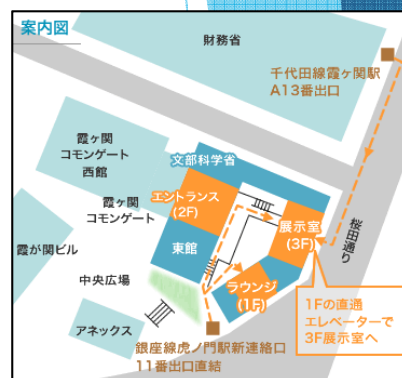 案内図
財務省
千代田線霞ヶ関駅
A13番出口
霞ヶ関
コモンゲート
西館
文部科学省
エントランス
(2F)
霞ヶ関
コモンゲート
展示室
(3F)
桜田通り
東館
霞が関ビル
ラウンジ
(1F)
中央広場
1Fの直通
エレベーターで
3F展示室へ
アネックス
銀座線虎ノ門駅新連絡口
11番出口直結